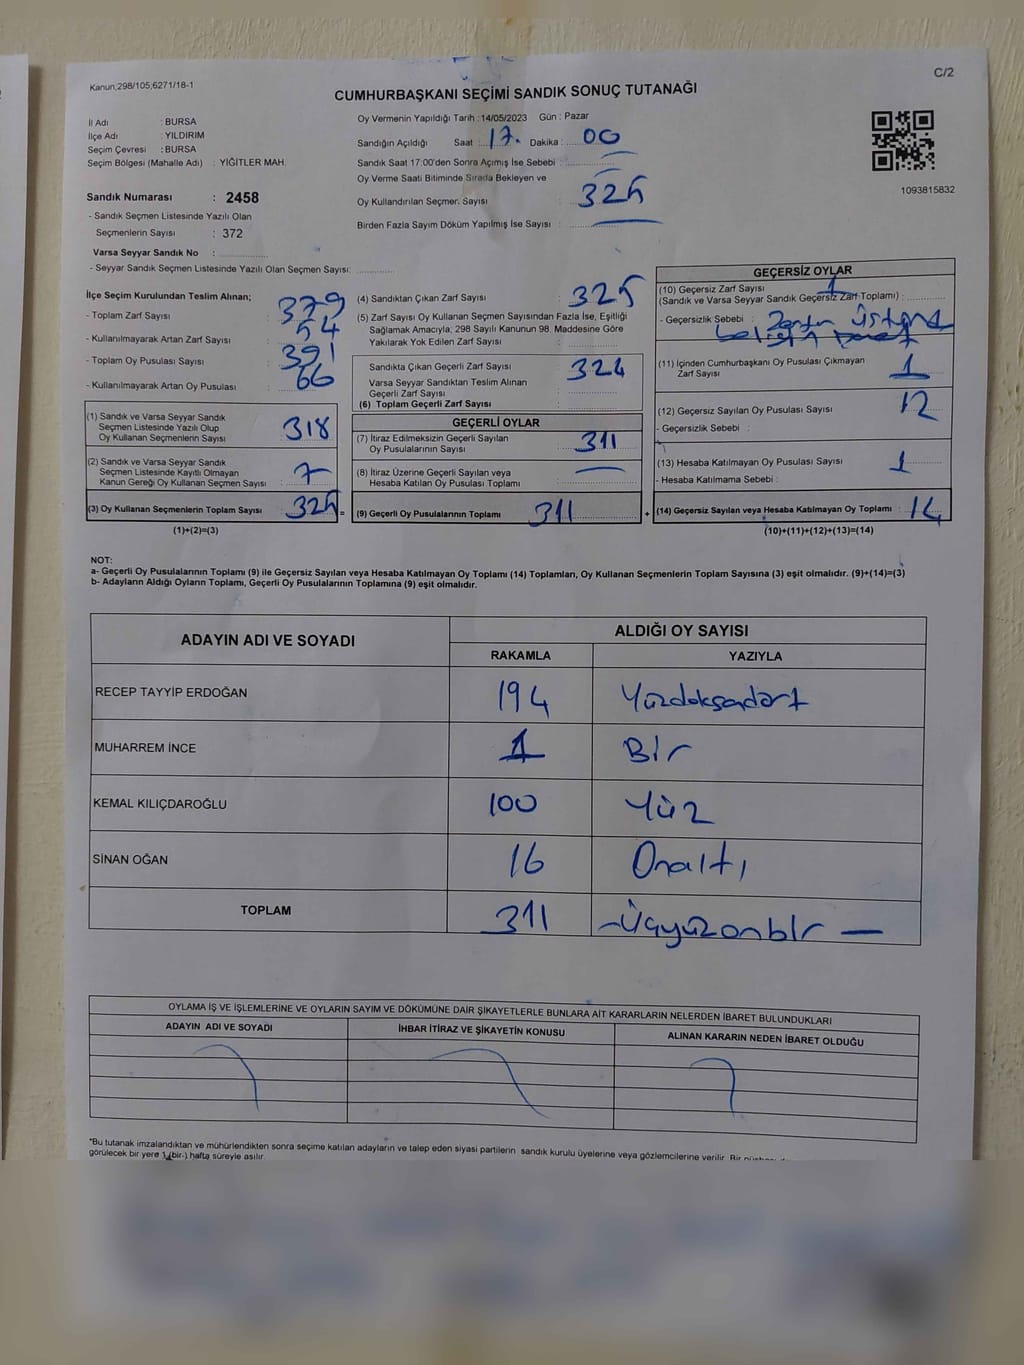 Kanun;298/105;6271/18-1
C/2
CUMHURBAŞKANI SEÇİMİ SANDIK SONUÇ TUTANAĞI
İl Adı : BURSA
İlçe Adı : YILDIRIM
Seçim Çevresi : BURSA
Seçim Bölgesi (Mahalle Adı) : YİĞİTLER MAH.
Sandık Numarası : 2458
- Sandık Seçmen Listesinde Yazılı Olan
Seçmenlerin Sayısı : 372
Varsa Seyyar Sandık No :
- Seyyar Sandık Seçmen Listesinde Yazılı Olan Seçmen Sayısı:
Oy Vermenin Yapıldığı Tarih :14/05/2023 Gün : Pazar
Sandığın Açıldığı Saat : 17. Dakika : 00
Sandık Saat 17:00'den Sonra Açımış İse Sebebi :
Oy Verme Saati Bitiminde Sırada Bekleyen ve
Oy Kullandırılan Seçmen Sayısı : 325
Birden Fazla Sayım Döküm Yapılmış İse Sayısı :
1093815832
İlçe Seçim Kurulundan Teslim Alınan;
- Toplam Zarf Sayısı : 379
- Kullanılmayarak Artan Zarf Sayısı : 54
- Toplam Oy Pusulası Sayısı : 391
- Kullanılmayarak Artan Oy Pusulası : 66
(1) Sandık ve Varsa Seyyar Sandık
Seçmen Listesinde Yazılı Olup
Oy Kullanan Seçmenlerin Sayısı : 318
(2) Sandık ve Varsa Seyyar Sandık
Seçmen Listesinde Kayıtlı Olmayan
Kanun Gereği Oy Kullanan Seçmen Sayısı : 7
(3) Oy Kullanan Seçmenlerin Toplam Sayısı : 325 =
(1)+(2)=(3)
(4) Sandıktan Çıkan Zarf Sayısı : 325
(5) Zarf Sayısı Oy Kullanan Seçmen Sayısından Fazla İse, Eşitliği
Sağlamak Amacıyla, 298 Sayılı Kanunun 98. Maddesine Göre
Yakılarak Yok Edilen Zarf Sayısı :
Sandıkta Çıkan Geçerli Zarf Sayısı : 324
Varsa Seyyar Sandıktan Teslim Alınan
Geçerli Zarf Sayısı :
(6) Toplam Geçerli Zarf Sayısı :
GEÇERLİ OYLAR
(7) İtiraz Edilmeksizin Geçerli Sayılan
Oy Pusulalarının Sayısı : 311
(8) İtiraz Üzerine Geçerli Sayılan veya
Hesaba Katılan Oy Pusulası Toplamı : —
(9) Geçerli Oy Pusulalarının Toplamı : 311 +
GEÇERSİZ OYLAR
(10) Geçersiz Zarf Sayısı 1
(Sandık ve Varsa Seyyar Sandık Geçersiz Zarf Toplamı) :
- Geçersizlik Sebebi : Zarfın üstüne
(11) İçinden Cumhurbaşkanı Oy Pusulası Çıkmayan
Zarf Sayısı : 1
(12) Geçersiz Sayılan Oy Pusulası Sayısı : 12
- Geçersizlik Sebebi :
(13) Hesaba Katılmayan Oy Pusulası Sayısı : 1
- Hesaba Katılmama Sebebi :
(14) Geçersiz Sayılan veya Hesaba Katılmayan Oy Toplamı : 14
(10)+(11)+(12)+(13)=(14)
NOT:
a- Geçerli Oy Pusulalarının Toplamı (9) ile Geçersiz Sayılan veya Hesaba Katılmayan Oy Toplamı (14) Toplamları, Oy Kullanan Seçmenlerin Toplam Sayısına (3) eşit olmalıdır. (9)+(14)=(3)
b- Adayların Aldığı Oyların Toplamı, Geçerli Oy Pusulalarının Toplamına (9) eşit olmalıdır.
ADAYIN ADI VE SOYADI ALDIĞI OY SAYISI
RAKAMLA YAZIYLA
RECEP TAYYİP ERDOĞAN 194 Yüzdoksandört
MUHARREM İNCE 1 Bir
KEMAL KILIÇDAROĞLU 100 Yüz
SİNAN OĞAN 16 Onaltı
TOPLAM 311 -Üçyüzonbir —
OYLAMA İŞ VE İŞLEMLERİNE VE OYLARIN SAYIM VE DÖKÜMÜNE DAİR ŞİKAYETLERLE BUNLARA AİT KARARLARIN NELERDEN İBARET BULUNDUKLARI
ADAYIN ADI VE SOYADI İHBAR İTİRAZ VE ŞİKAYETİN KONUSU ALINAN KARARIN NEDEN İBARET OLDUĞU
*Bu tutanak imzalandıktan ve mühürlendikten sonra seçime katılan adayların ve talep eden siyasi partilerin sandık kurulu üyelerine veya gözlemcilerine verilir. Bir
görülecek bir yere 1 (bir-) hafta süreyle asılır.